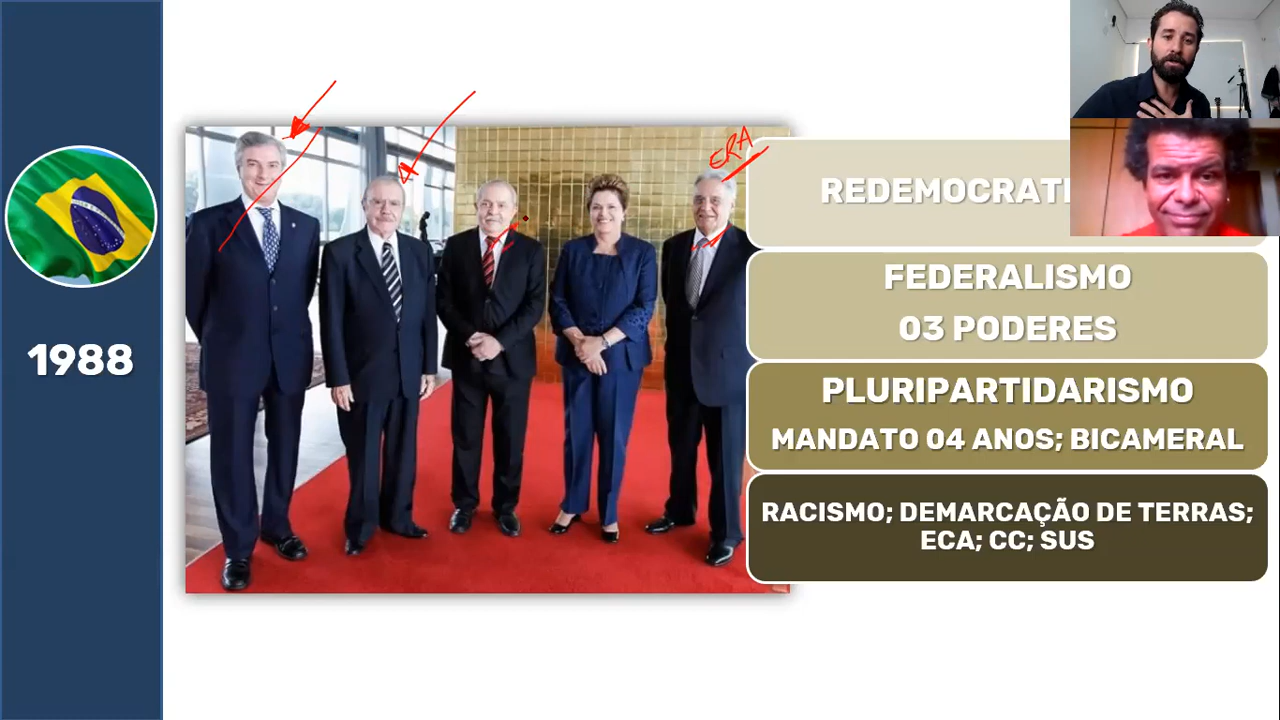 1988
ERA
REDEMOCRATI
FEDERALISMO
03 PODERES
PLURIPARTIDARISMO
MANDATO 04 ANOS; BICAMERAL
RACISMO; DEMARCAÇÃO DE TERRAS;
ECA; CC; SUS